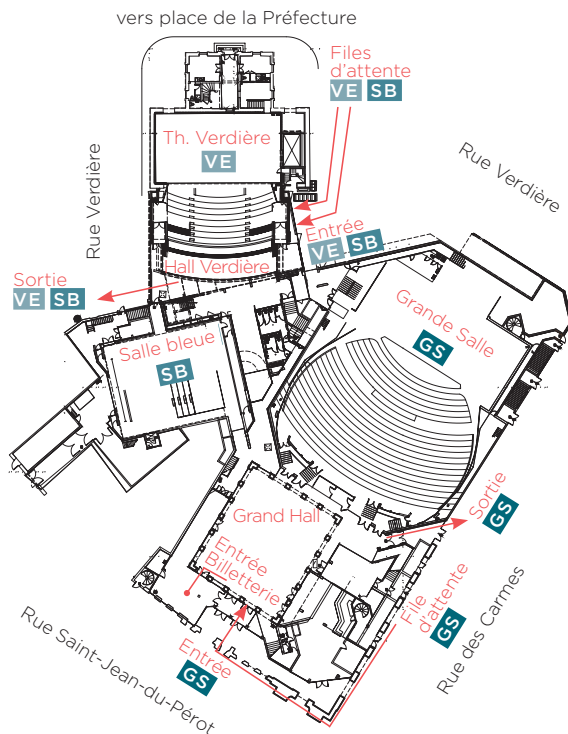 vers place de la Préfecture
Files
d'attente
VE SB
Th. Verdière
VE
Rue Verdière
Rue Verdière
Entrée
VE SB
Hall Verdière
Sortie
VE SB
Grande Salle
GS
Salle bleue
SB
Sortie
GS
Grand Hall
Entrée
Billetterie
File
d'attente
GS
Entrée
GS
Rue des Carmes
Rue Saint-Jean-du-Pérot